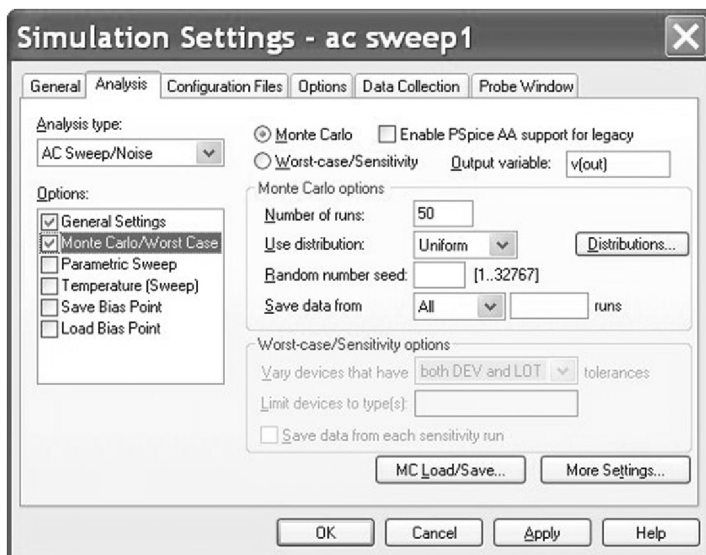 Simulation Settings - ac sweep1
General Analysis Configuration Files Options Data Collection Probe Window
Analysis type:
AC Sweep/Noise
Options:
General Settings
Monte Carlo/Worst Case
Parametric Sweep
Temperature (Sweep)
Save Bias Point
Load Bias Point
Monte Carlo Enable PSpice AA support for legacy
Worst-case/Sensitivity Output variable: v(out)
Monte Carlo options
Number of runs: 50
Use distribution: Uniform Distributions...
Random number seed: [1..32767]
Save data from All runs
Worst-case/Sensitivity options
Vary devices that have both DEV and LOT tolerances
Limit devices to type(s):
Save data from each sensitivity run
MC Load/Save... More Settings...
OK Cancel Apply Help